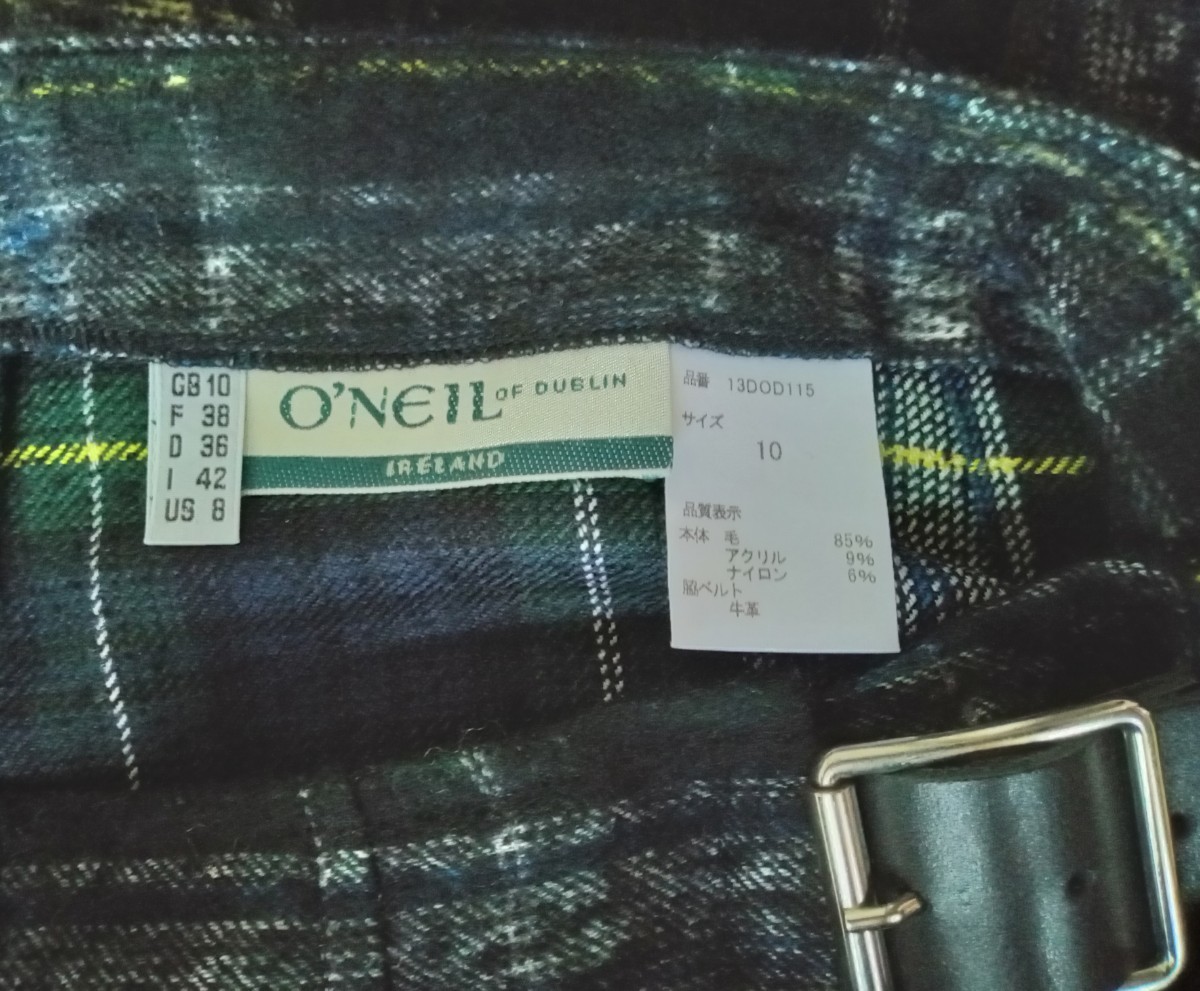 GB 10
F 38
D 36
I 42
US 8
O'NEIL OF DUBLIN
IRELAND
品番 13DOD115
サイズ
10
品質表示
本体 毛 85%
アクリル 9%
ナイロン 6%
脇ベルト
牛革